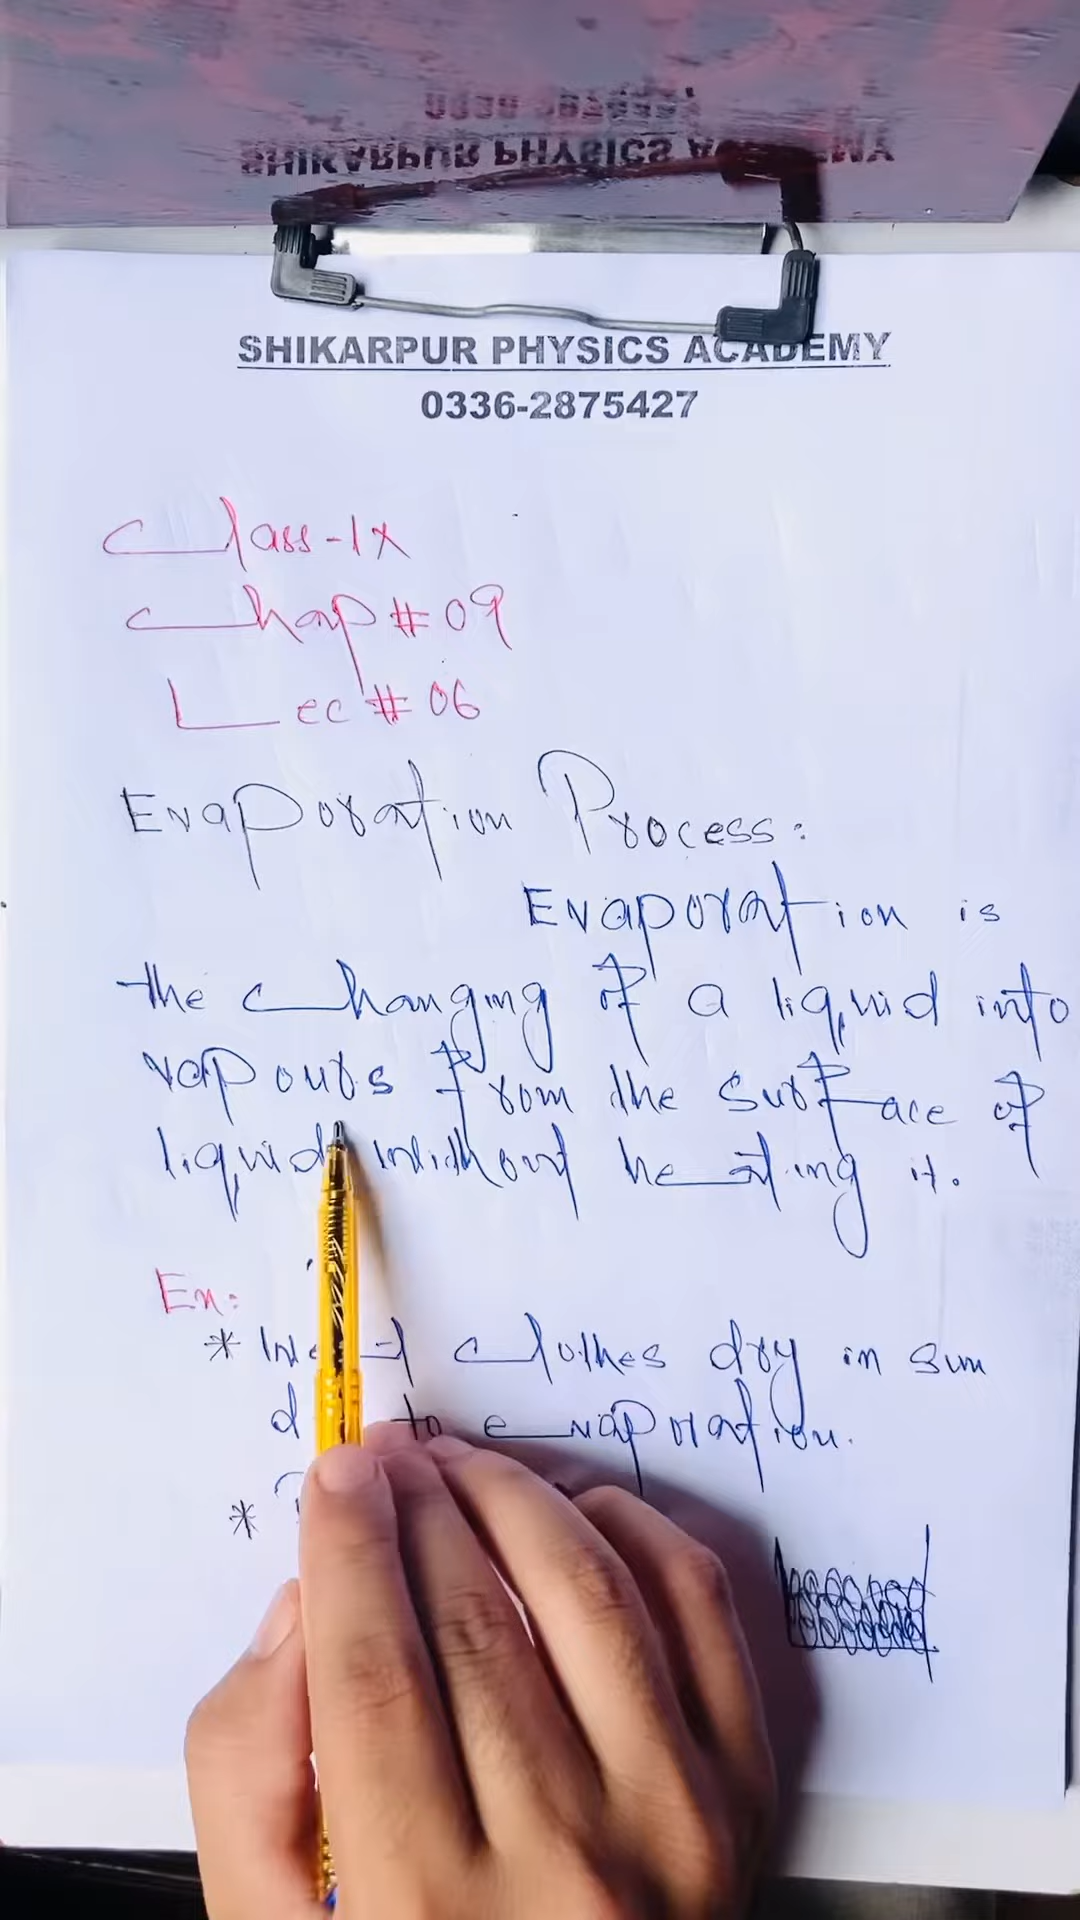 SHIKARPUR PHYSICS ACADEMY
0336-2875427
Class-IX
Chap # 09
Lec # 06
Evaporation Process:
Evaporation is
the changing of a liquid into
vapours from the surface of
liquid without heating it.
Ex:
* Wet clothes dry in sun
to evaporation.
*